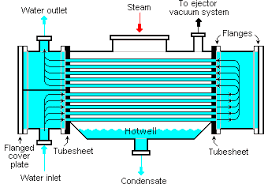 Water outlet
Steam
To ejector
vacuum system
Flanges
Hotwell
Flanged
cover
plate
Tubesheet
Tubesheet
Water inlet
Condensate